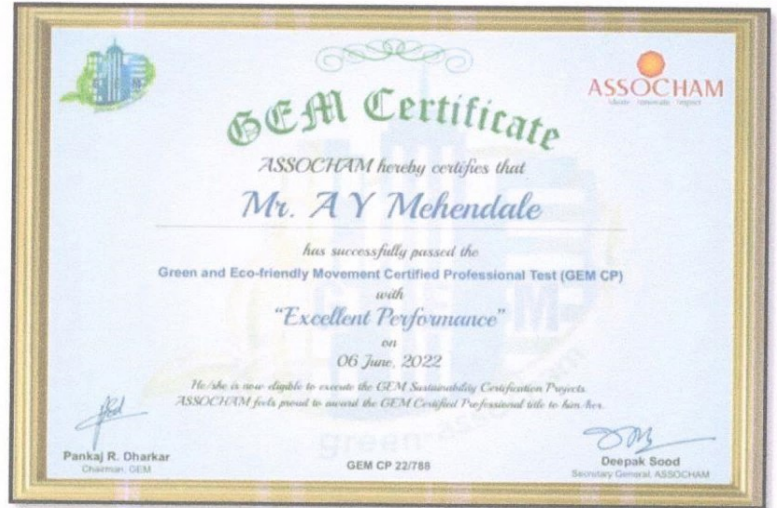 GEM
ASSOCHAM
GEM Certificate
ASSOCHAM hereby certifies that
Mr. A Y Mehendale
has successfully passed the
Green and Eco-friendly Movement Certified Professional Test (GEM CP)
with
"Excellent Performance"
on
06 June, 2022
He/she is now eligible to execute the GEM Sustainability Certification Projects.
ASSOCHAM feels proud to award the GEM Certified Professional title to him/her.
Pankaj R. Dharkar
Chairman, GEM
GEM CP 22/788
Deepak Sood
Secretary General, ASSOCHAM